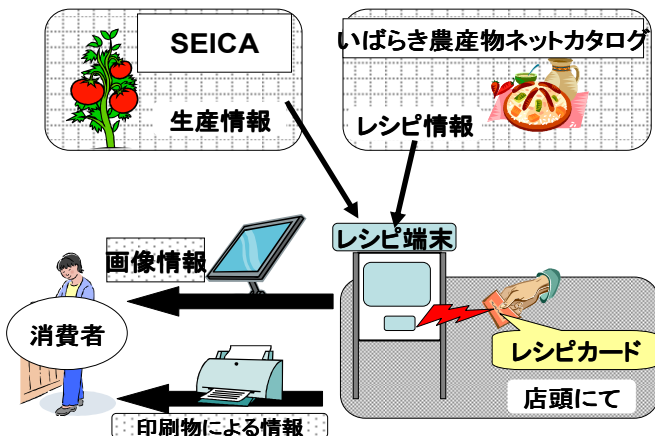 SEICA
生産情報
いばらき農産物ネットカタログ
レシピ情報
レシピ端末
画像情報
消費者
レシピカード
店頭にて
印刷物による情報